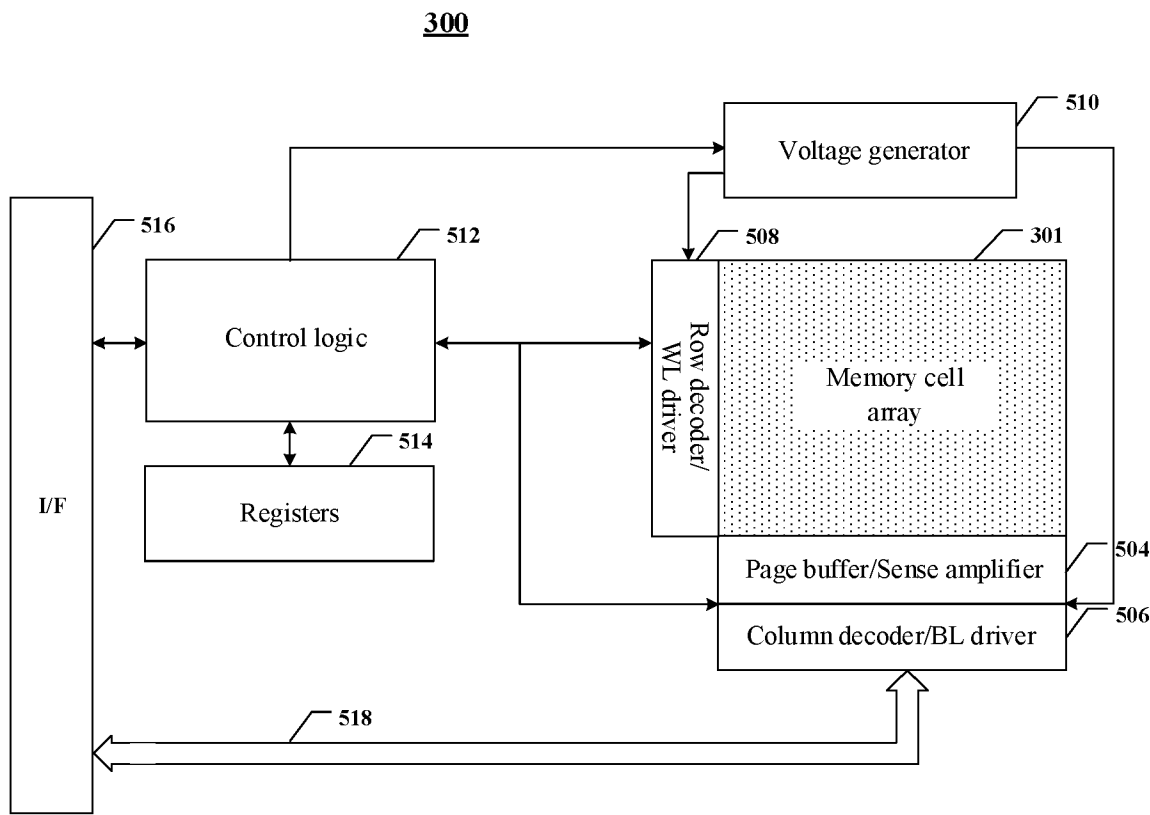 300
510
Voltage generator
516
512
508
301
Control logic
Row decoder/
WL driver
Memory cell
array
514
I/F
Registers
504
Page buffer/Sense amplifier
506
Column decoder/BL driver
518